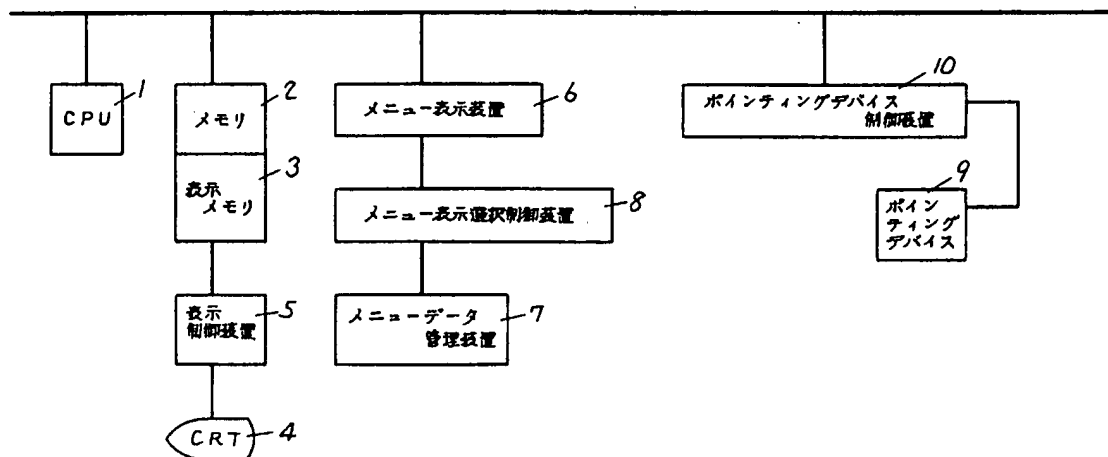 1
CPU
2
メモリ
3
表示
メモリ
5
表示
制御装置
CRT
4
6
メニュー表示装置
8
メニュー表示選択制御装置
7
メニューデータ
管理装置
10
ポインティングデバイス
制御装置
9
ポイン
ティング
デバイス